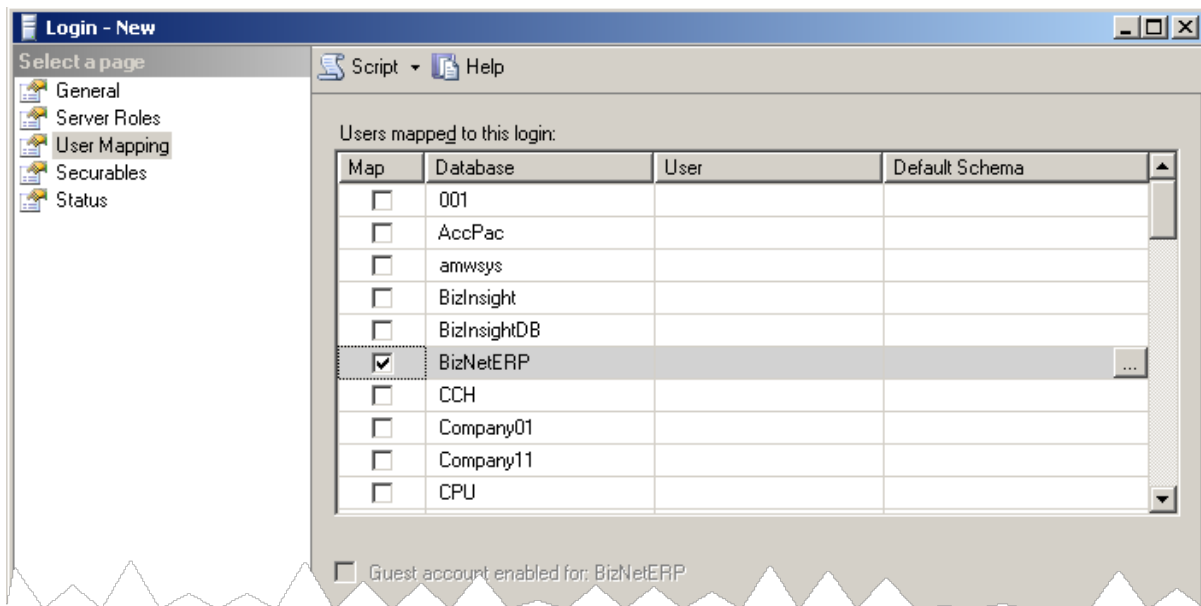 Login - New
Select a page
General
Server Roles
User Mapping
Securables
Status
Script Help
Users mapped to this login:
Map Database User Default Schema
001
AccPac
amwsys
BizInsight
BizInsightDB
BizNetERP ...
CCH
Company01
Company11
CPU
Guest account enabled for: BizNetERP